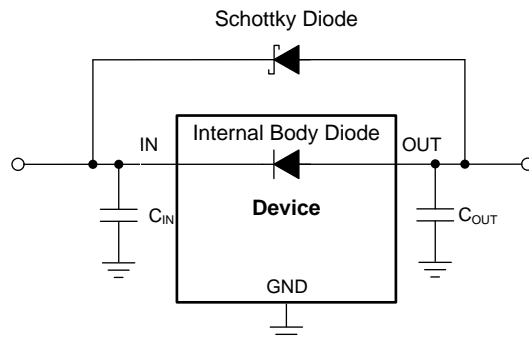 Schottky Diode
Internal Body Diode
IN
OUT
Device
CIN
COUT
GND